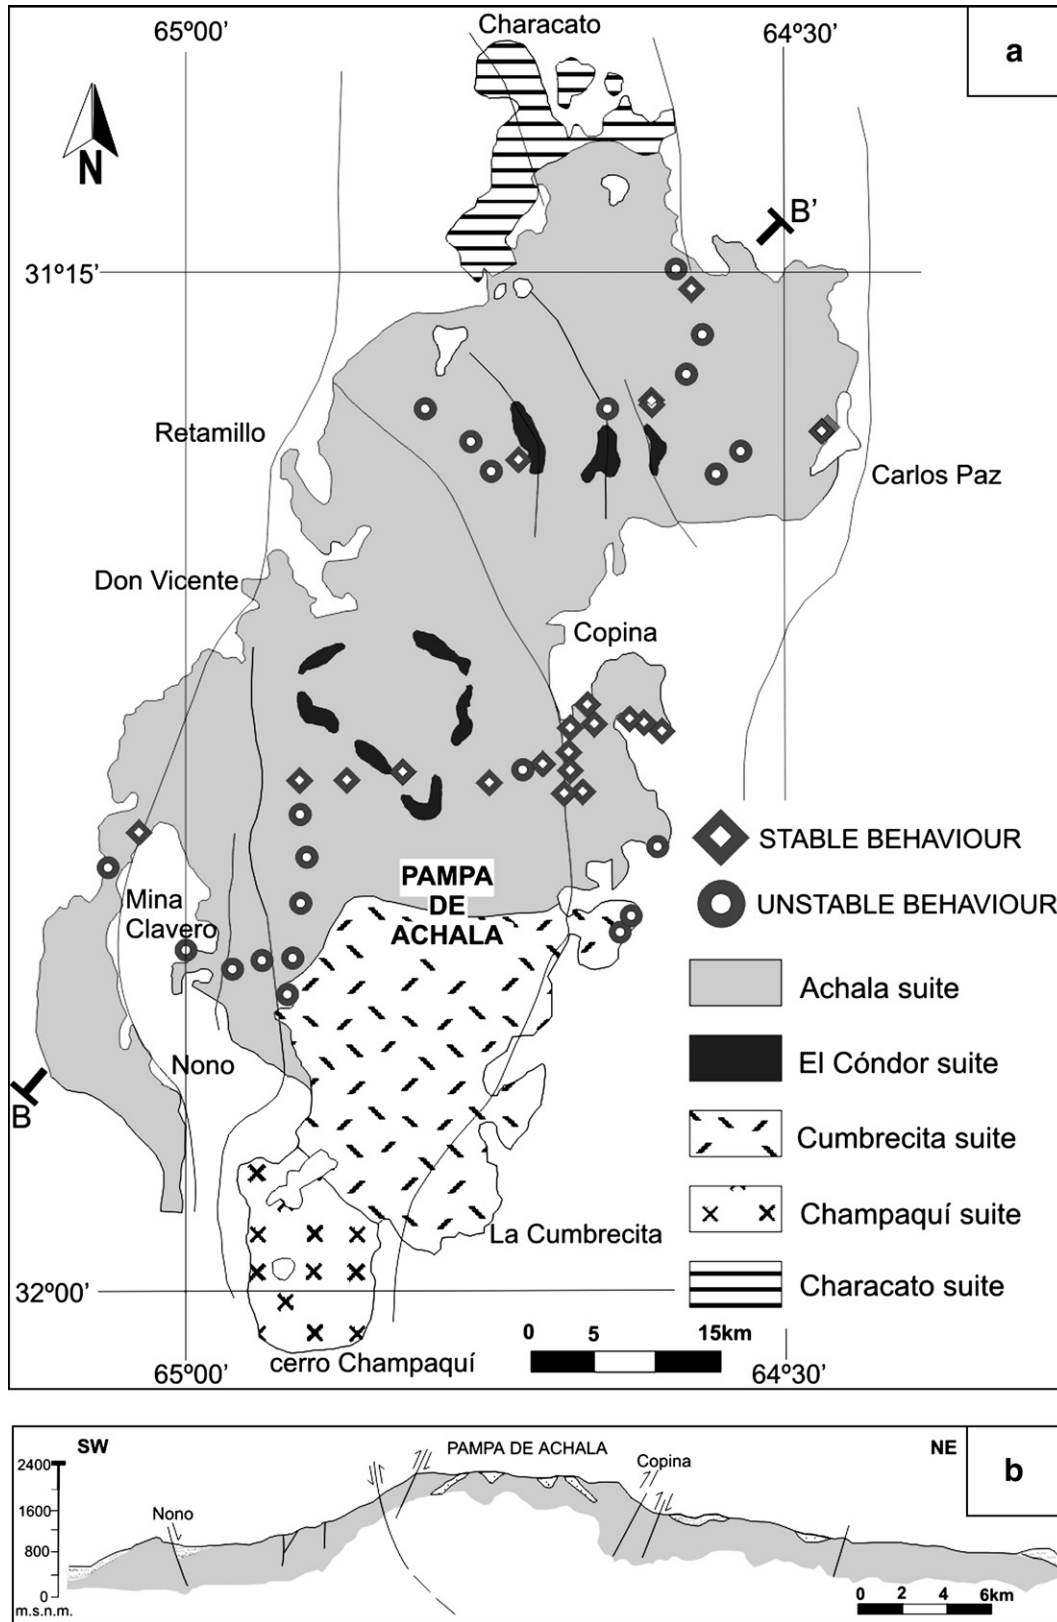 Characato
65º00’
64º30’
a
N
B’
31º15’
Retamillo
Carlos Paz
Don Vicente
Copina
STABLE BEHAVIOUR
PAMPA
DE
ACHALA
Mina
Clavero
UNSTABLE BEHAVIOUR
Achala suite
Nono
El Cóndor suite
B
Cumbrecita suite
Champaquí suite
La Cumbrecita
Characato suite
32º00’
0 5 15km
cerro Champaquí
65º00’
64º30’
SW
PAMPA DE ACHALA
NE
b
2400
Copina
1600
Nono
800
0
m.s.n.m.
0 2 4 6km